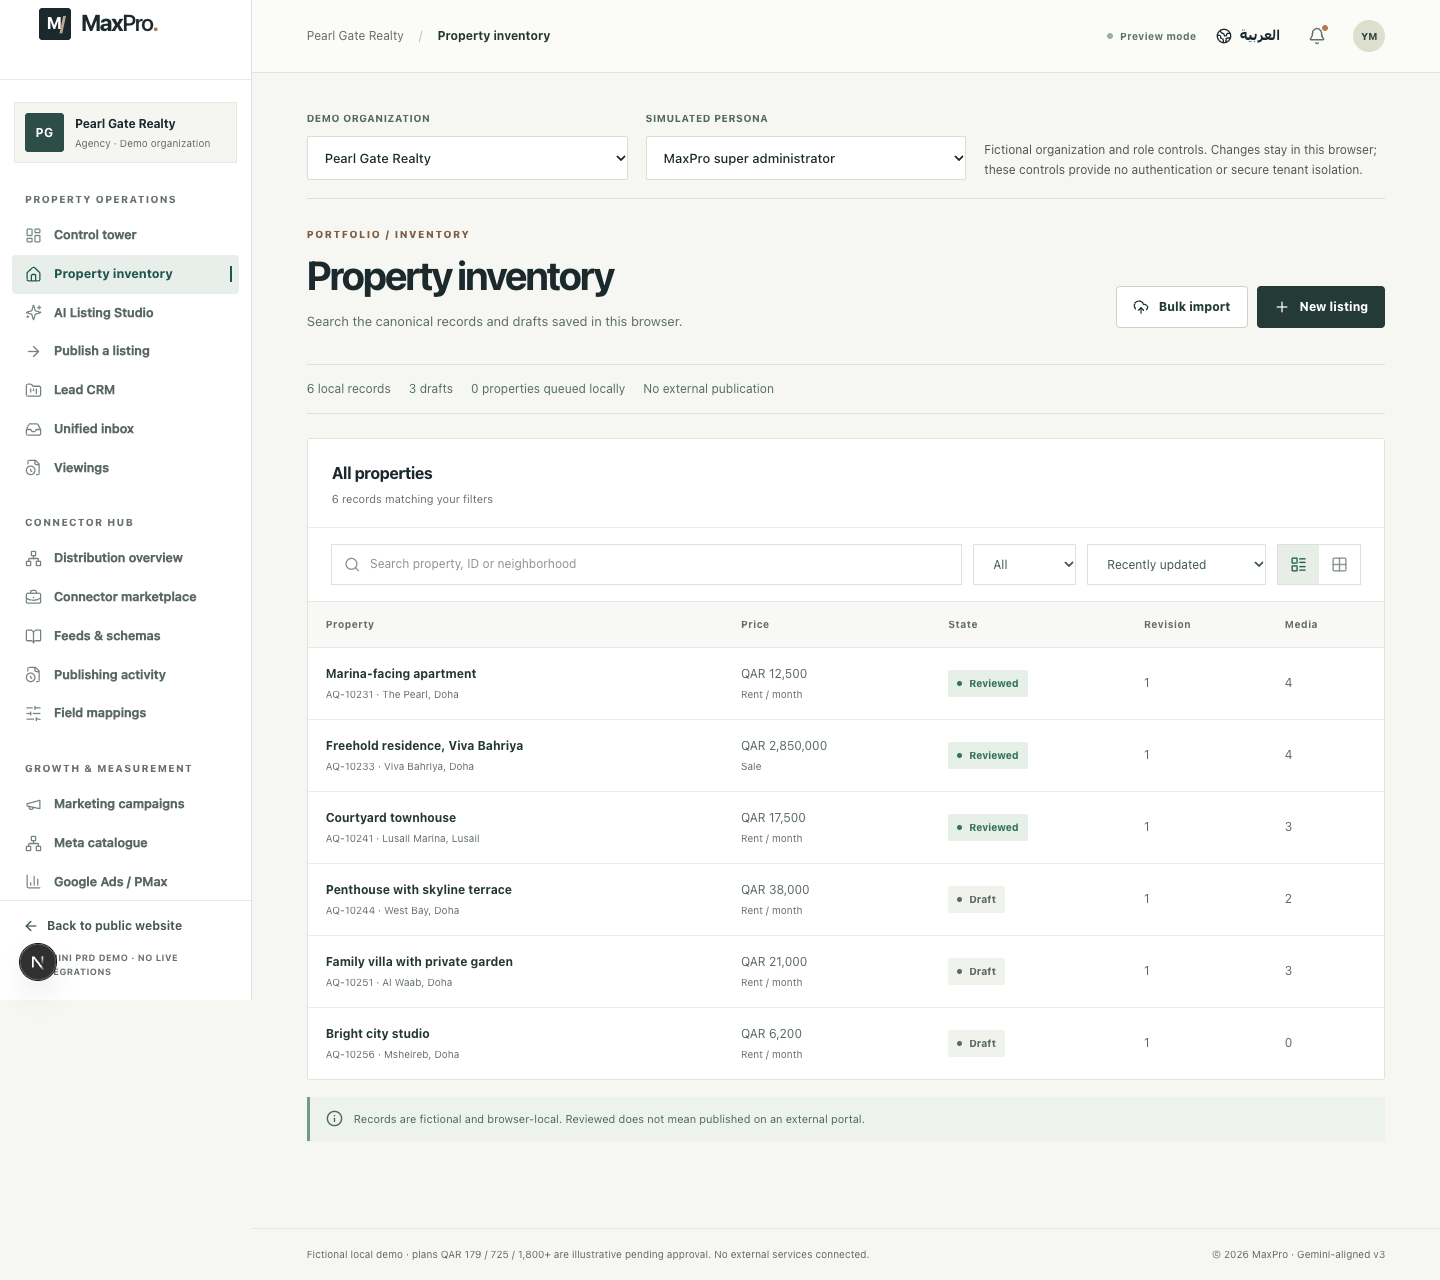 M/ MaxPro.
PG
Pearl Gate Realty
Agency · Demo organization
PROPERTY OPERATIONS
Control tower
Property inventory
AI Listing Studio
Publish a listing
Lead CRM
Unified inbox
Viewings
CONNECTOR HUB
Distribution overview
Connector marketplace
Feeds & schemas
Publishing activity
Field mappings
GROWTH & MEASUREMENT
Marketing campaigns
Meta catalogue
Google Ads / PMax
Back to public website
N
PRD DEMO · NO LIVE
Pearl Gate Realty / Property inventory
Preview mode
العربية
YM
DEMO ORGANIZATION
Pearl Gate Realty
SIMULATED PERSONA
MaxPro super administrator
Fictional organization and role controls. Changes stay in this browser;
these controls provide no authentication or secure tenant isolation.
PORTFOLIO / INVENTORY
Property inventory
Search the canonical records and drafts saved in this browser.
Bulk import
New listing
6 local records 3 drafts 0 properties queued locally No external publication
All properties
6 records matching your filters
Search property, ID or neighborhood
All
Recently updated
Property Price State Revision Media
Marina-facing apartment QAR 12,500 Reviewed 1 4
AQ-10231 · The Pearl, Doha Rent / month
Freehold residence, Viva Bahriya QAR 2,850,000 Reviewed 1 4
AQ-10233 · Viva Bahriya, Doha Sale
Courtyard townhouse QAR 17,500 Reviewed 1 3
AQ-10241 · Lusail Marina, Lusail Rent / month
Penthouse with skyline terrace QAR 38,000 Draft 1 2
AQ-10244 · West Bay, Doha Rent / month
Family villa with private garden QAR 21,000 Draft 1 3
AQ-10251 · Al Waab, Doha Rent / month
Bright city studio QAR 6,200 Draft 1 0
AQ-10256 · Msheireb, Doha Rent / month
Records are fictional and browser-local. Reviewed does not mean published on an external portal.
Fictional local demo · plans QAR 179 / 725 / 1,800+ are illustrative pending approval. No external services connected.
© 2026 MaxPro · Gemini-aligned v3